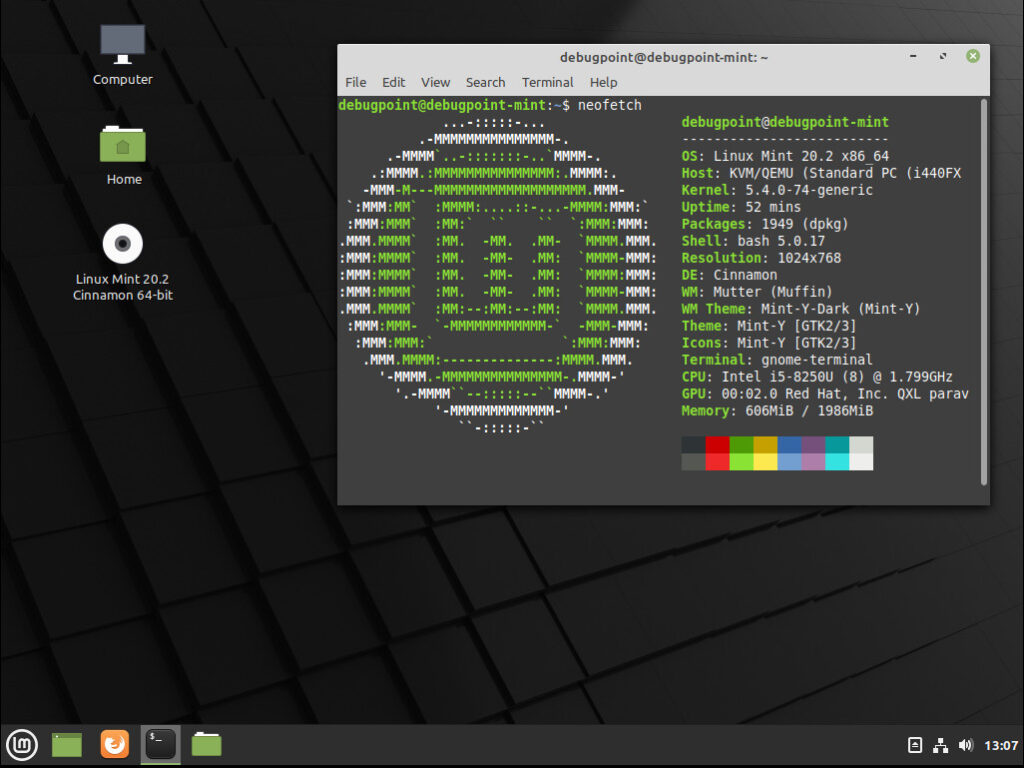 Computer
Home
Linux Mint 20.2
Cinnamon 64-bit
debugpoint@debugpoint-mint: ~
File Edit View Search Terminal Help
debugpoint@debugpoint-mint:~$ neofetch
...-:::::-...
.-MMMMMMMMMMMMMMM-.
.-MMMM`..-:::::::-..`MMMM-.
.:MMMM.:MMMMMMMMMMMMMMM:.MMMM:.
-MMM-M---MMMMMMMMMMMMMMMMMMM.MMM-
`:MMM:MM`  :MMMM:....::-...-MMMM:MMM:`
:MMM:MMM`  :MM:`  ``    ``  `:MMM:MMM:
.MMM.MMMM`  :MM.  -MM.  .MM-  `MMMM.MMM.
:MMM:MMMM`  :MM.  -MM-  .MM:  `MMMM-MMM:
:MMM:MMMM`  :MM.  -MM-  .MM:  `MMMM:MMM:
:MMM:MMMM`  :MM.  -MM-  .MM:  `MMMM-MMM:
.MMM.MMMM`  :MM:--:MM:--:MM:  `MMMM.MMM.
:MMM:MMM-  `-MMMMMMMMMMMM-`  -MMM-MMM:
:MMM:MMM:`                `:MMM:MMM:
.MMM.MMMM:--------------:MMMM.MMM.
'-MMMM.-MMMMMMMMMMMMMMM-.MMMM-'
'.-MMMM``--:::::--``MMMM-.'
'-MMMMMMMMMMMMM-'
``-:::::-``
debugpoint@debugpoint-mint
--------------------------
OS: Linux Mint 20.2 x86_64
Host: KVM/QEMU (Standard PC (i440FX
Kernel: 5.4.0-74-generic
Uptime: 52 mins
Packages: 1949 (dpkg)
Shell: bash 5.0.17
Resolution: 1024x768
DE: Cinnamon
WM: Mutter (Muffin)
WM Theme: Mint-Y-Dark (Mint-Y)
Theme: Mint-Y [GTK2/3]
Icons: Mint-Y [GTK2/3]
Terminal: gnome-terminal
CPU: Intel i5-8250U (8) @ 1.799GHz
GPU: 00:02.0 Red Hat, Inc. QXL parav
Memory: 606MiB / 1986MiB
13:07